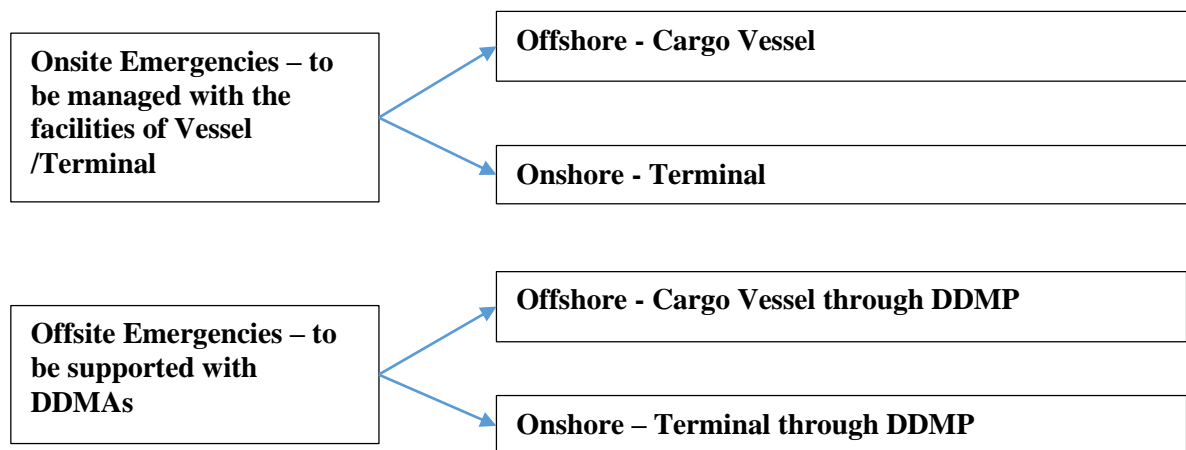 Onsite Emergencies – to
be managed with the
facilities of Vessel
/Terminal
Offshore - Cargo Vessel
Onshore - Terminal
Offsite Emergencies – to
be supported with
DDMAs
Offshore - Cargo Vessel through DDMP
Onshore – Terminal through DDMP